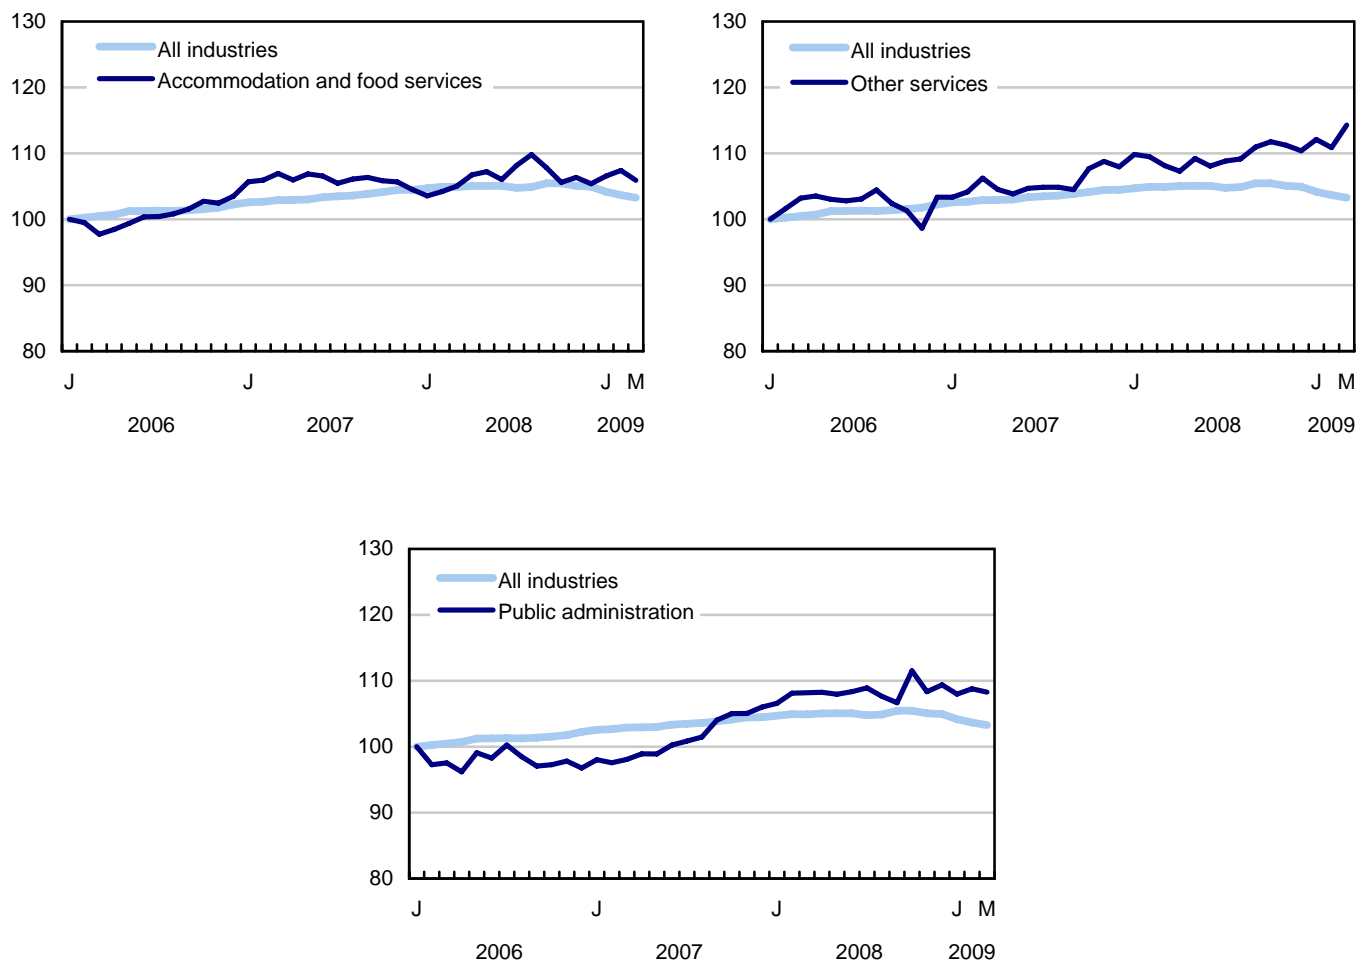 130
All industries
Accommodation and food services
120
110
100
90
80
J J J J M
2006 2007 2008 2009
130
All industries
Other services
120
110
100
90
80
J J J J M
2006 2007 2008 2009
130
All industries
Public administration
120
110
100
90
80
J J J J M
2006 2007 2008 2009